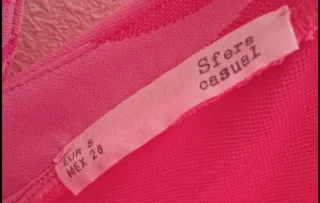 Sfera
casual
EUR S
MEX 26